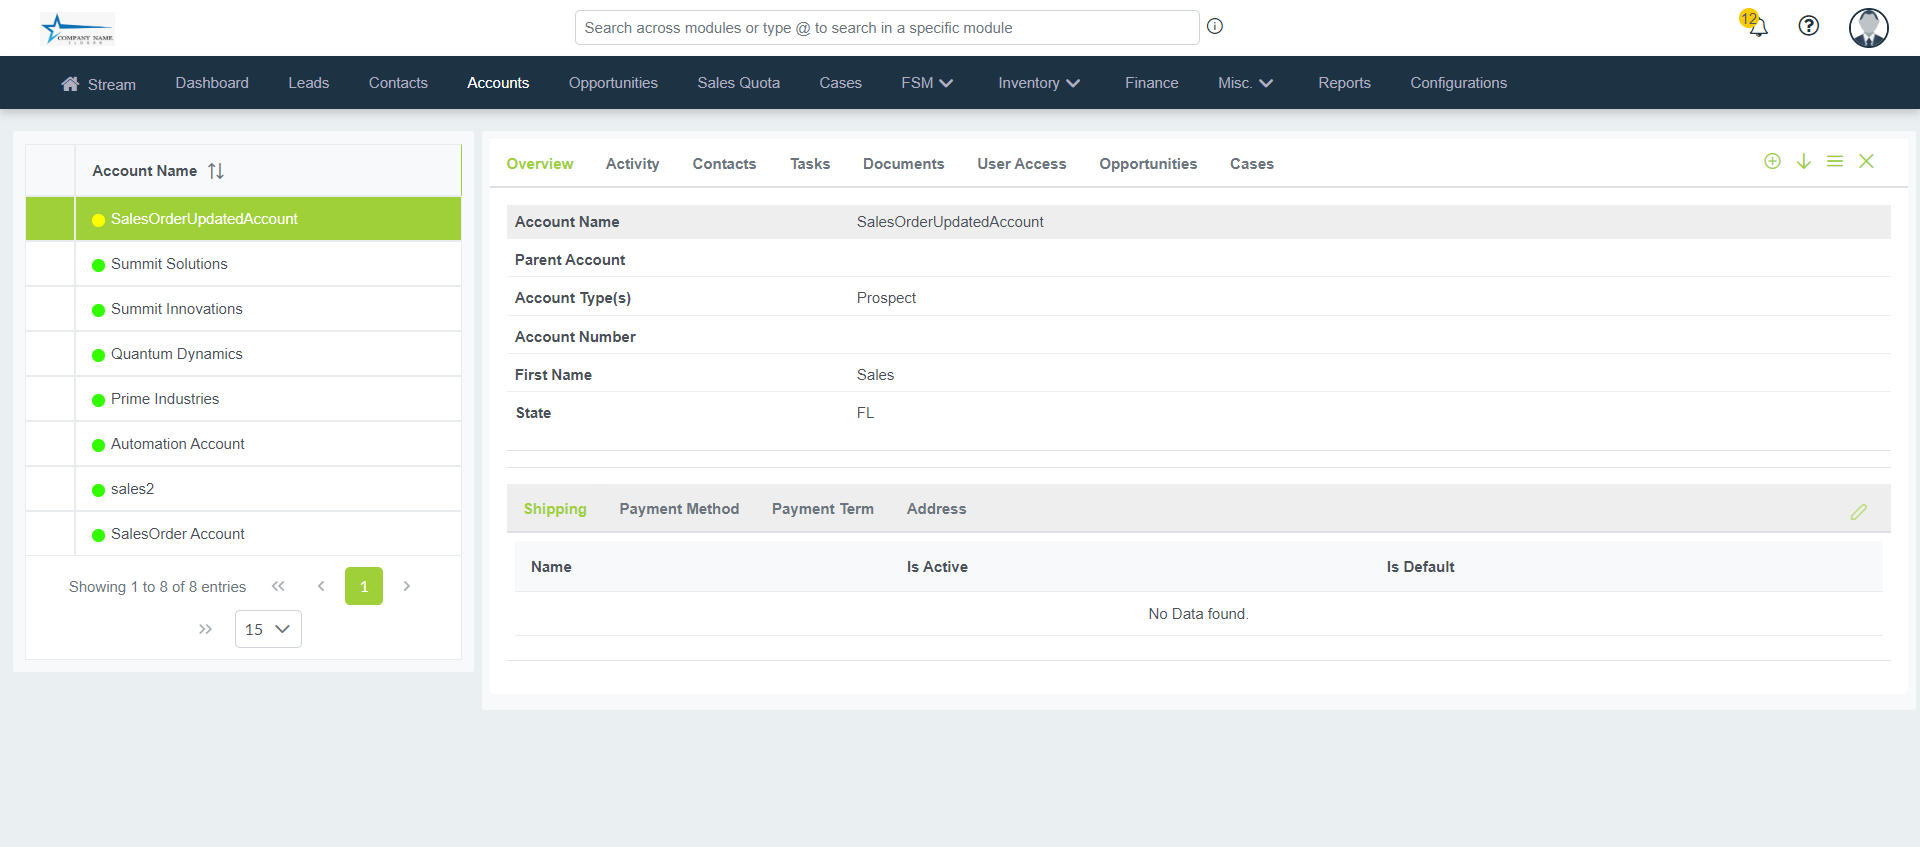 COMPANY NAME
Search across modules or type @ to search in a specific module
12
Stream Dashboard Leads Contacts Accounts Opportunities Sales Quota Cases FSM Inventory Finance Misc. Reports Configurations
Account Name
SalesOrderUpdatedAccount
Summit Solutions
Summit Innovations
Quantum Dynamics
Prime Industries
Automation Account
sales2
SalesOrder Account
Showing 1 to 8 of 8 entries 1
15
Overview Activity Contacts Tasks Documents User Access Opportunities Cases
Account Name SalesOrderUpdatedAccount
Parent Account
Account Type(s) Prospect
Account Number
First Name Sales
State FL
Shipping Payment Method Payment Term Address
Name Is Active Is Default
No Data found.